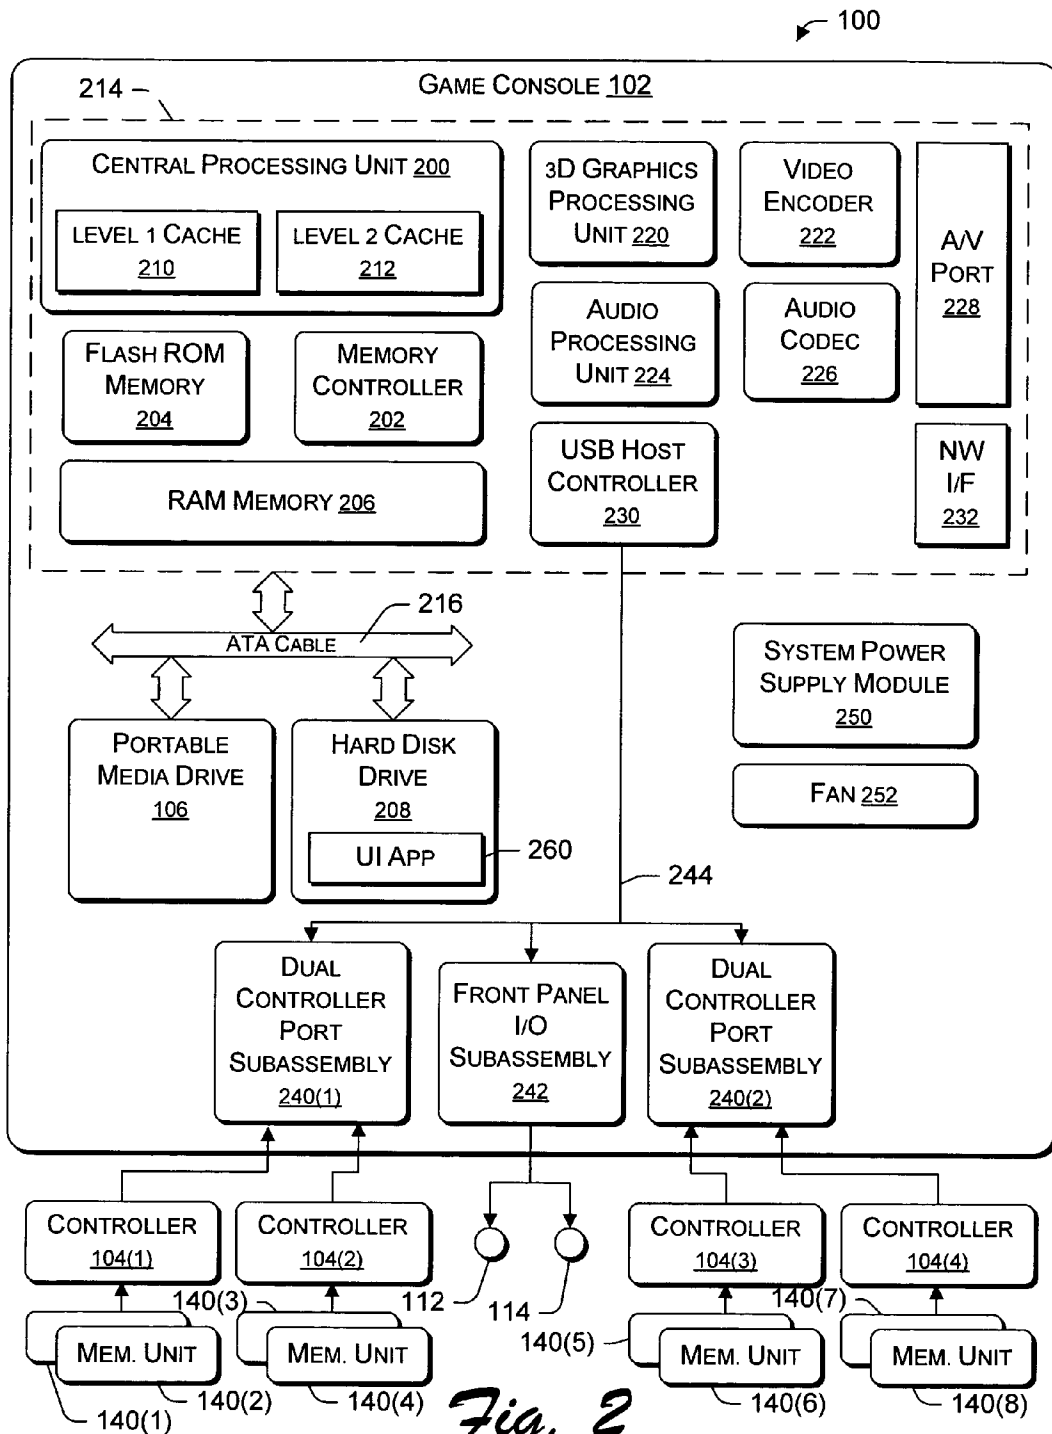 100
GAME CONSOLE 102
214
CENTRAL PROCESSING UNIT 200
LEVEL 1 CACHE
210
LEVEL 2 CACHE
212
3D GRAPHICS
PROCESSING
UNIT 220
VIDEO
ENCODER
222
A/V
PORT
228
FLASH ROM
MEMORY
204
MEMORY
CONTROLLER
202
AUDIO
PROCESSING
UNIT 224
AUDIO
CODEC
226
RAM MEMORY 206
USB HOST
CONTROLLER
230
NW
I/F
232
216
ATA CABLE
SYSTEM POWER
SUPPLY MODULE
250
PORTABLE
MEDIA DRIVE
106
HARD DISK
DRIVE
208
UI APP
260
FAN 252
244
DUAL
CONTROLLER
PORT
SUBASSEMBLY
240(1)
FRONT PANEL
I/O
SUBASSEMBLY
242
DUAL
CONTROLLER
PORT
SUBASSEMBLY
240(2)
CONTROLLER
104(1)
CONTROLLER
104(2)
CONTROLLER
104(3)
CONTROLLER
104(4)
112
114
140(3)
140(5)
140(7)
MEM. UNIT
MEM. UNIT
MEM. UNIT
MEM. UNIT
140(1)
140(2)
140(4)
140(6)
140(8)
Fig. 2